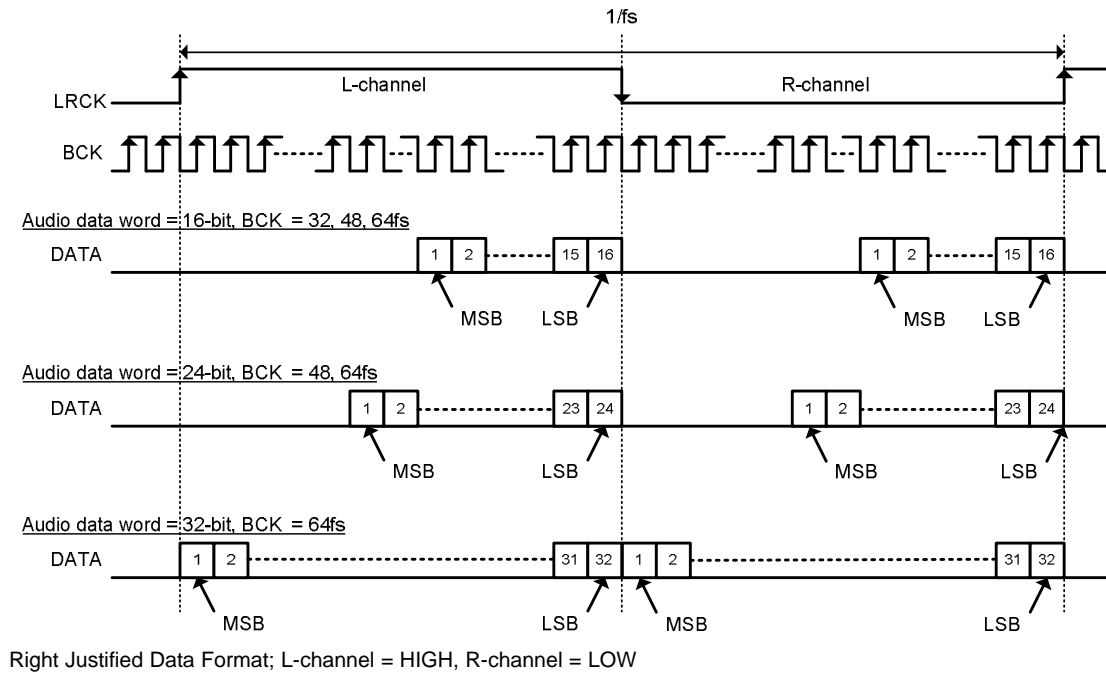 1/fs
L-channel R-channel
LRCK
BCK
Audio data word = 16-bit, BCK = 32, 48, 64fs
DATA 1 2 15 16 1 2 15 16
MSB LSB MSB LSB
Audio data word = 24-bit, BCK = 48, 64fs
DATA 1 2 23 24 1 2 23 24
MSB LSB MSB LSB
Audio data word = 32-bit, BCK = 64fs
DATA 1 2 31 32 1 2 31 32
MSB LSB MSB LSB
Right Justified Data Format; L-channel = HIGH, R-channel = LOW